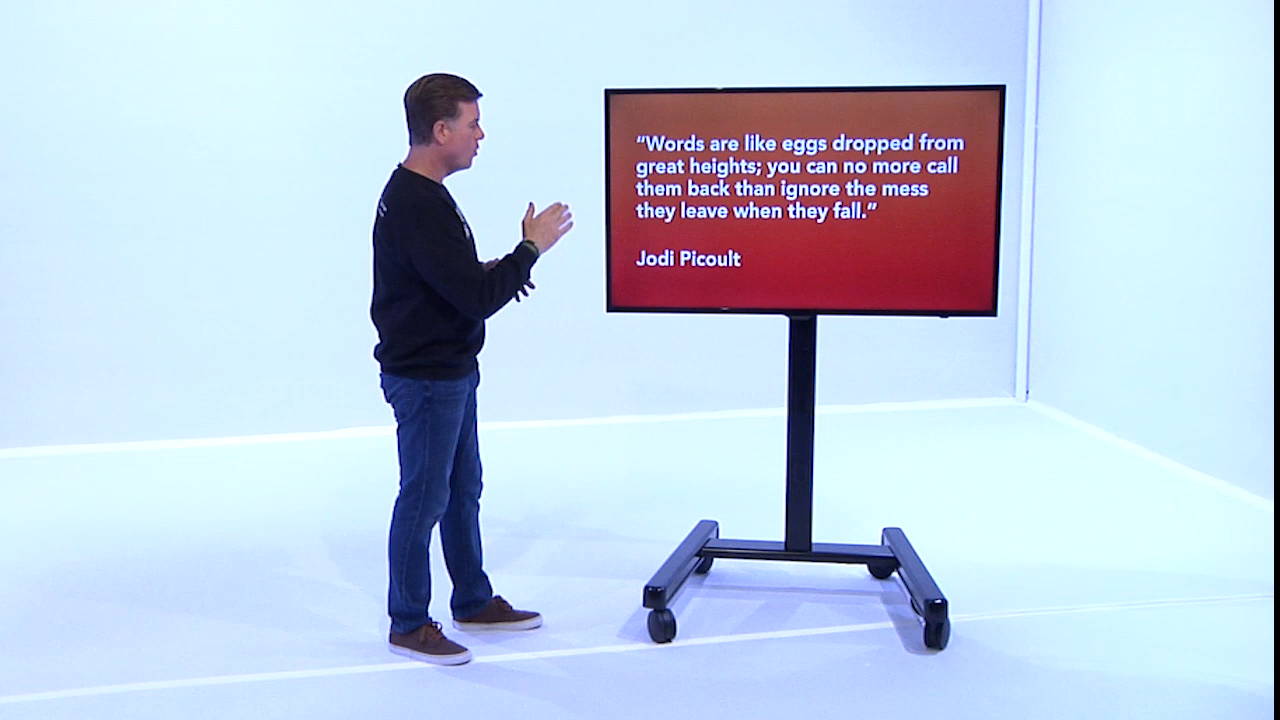 “Words are like eggs dropped from
great heights; you can no more call
them back than ignore the mess
they leave when they fall.”
Jodi Picoult